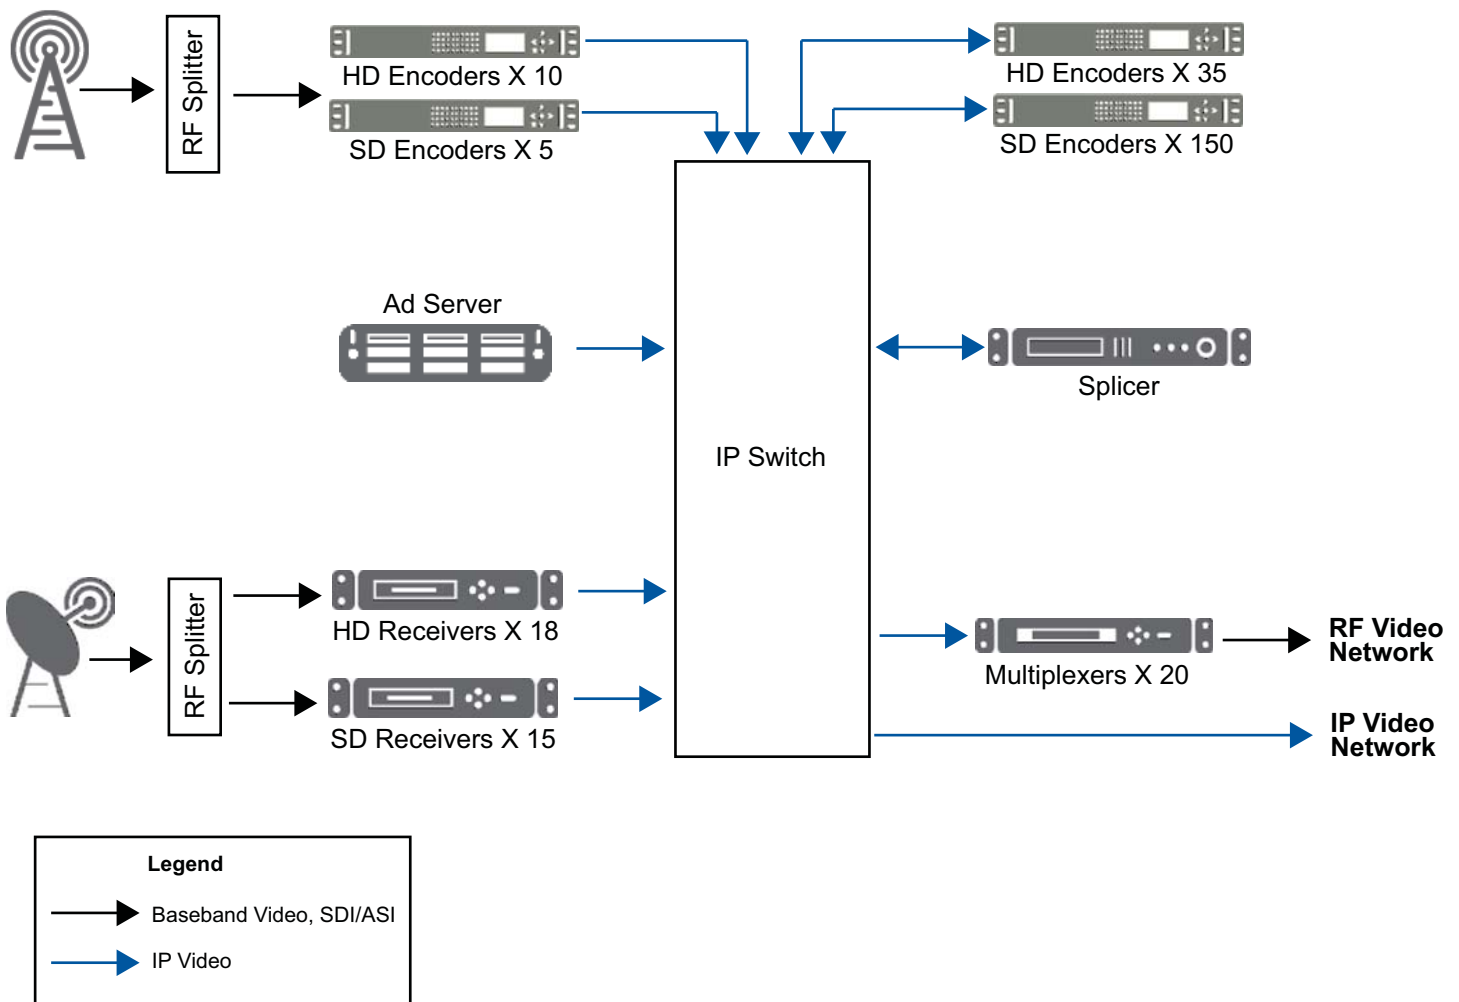 RF Splitter
HD Encoders X 10
SD Encoders X 5
HD Encoders X 35
SD Encoders X 150
Ad Server
Splicer
IP Switch
RF Splitter
HD Receivers X 18
SD Receivers X 15
Multiplexers X 20
RF Video
Network
IP Video
Network
Legend
Baseband Video, SDI/ASI
IP Video